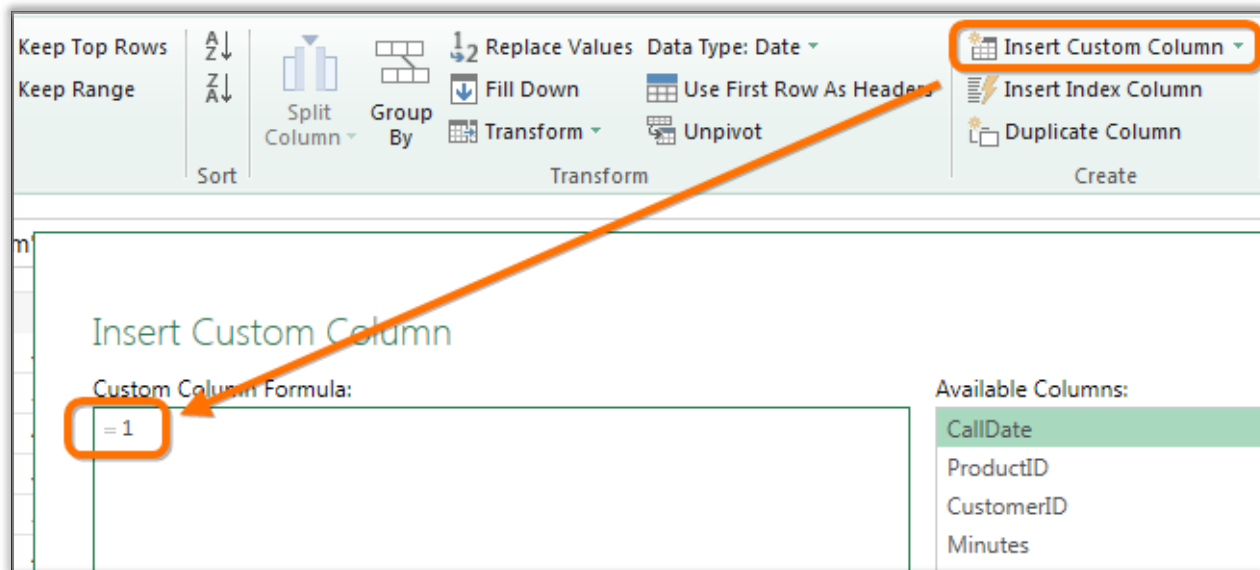 Keep Top Rows
Keep Range
A
Z
Z
A
Sort
Split
Column
Group
By
1
2
Replace Values
Fill Down
Transform
Data Type: Date
Use First Row As Headers
Unpivot
Transform
Insert Custom Column
Insert Index Column
Duplicate Column
Create
m'
Insert Custom Column
Custom Column Formula:
= 1
Available Columns:
CallDate
ProductID
CustomerID
Minutes